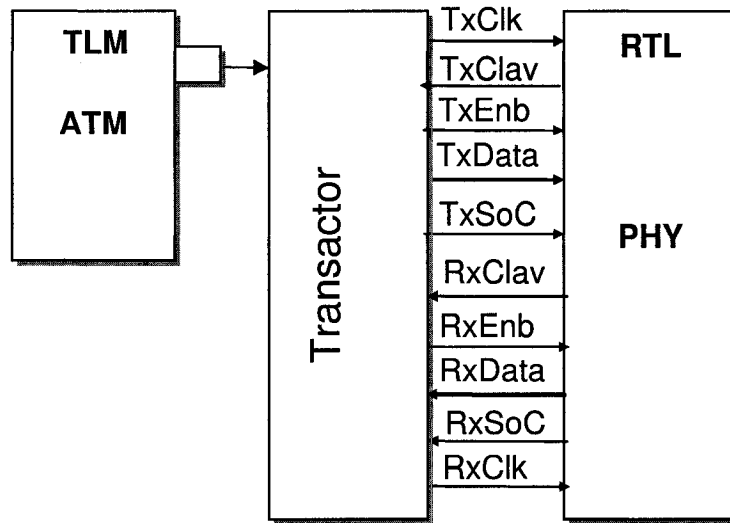 TLM
ATM
Transactor
TxClk
TxClav
TxEnb
TxData
TxSoC
RxClav
RxEnb
RxData
RxSoC
RxClk
RTL
PHY